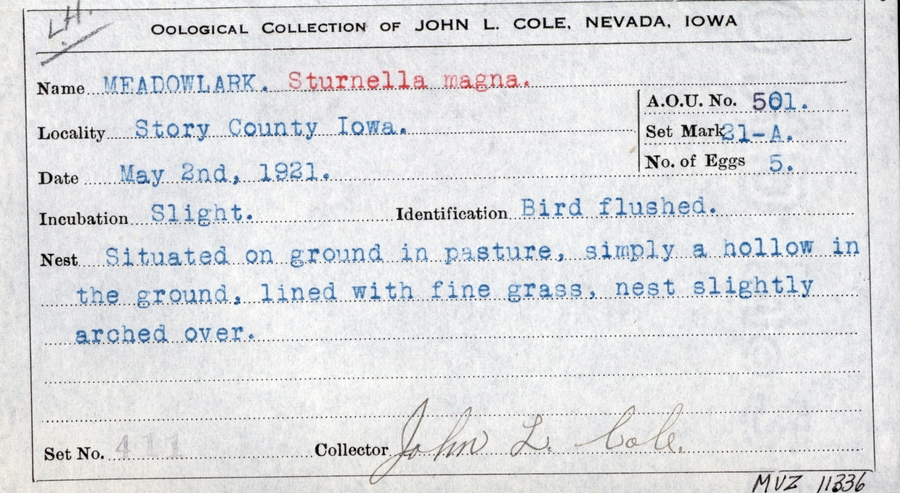 L.H.
OOLOGICAL COLLECTION OF JOHN L. COLE, NEVADA, IOWA
Name MEADOWLARK. Sturnella magna.
A.O.U. No. 501.
Locality Story County Iowa.
Set Mark 21-A.
Date May 2nd, 1921.
No. of Eggs 5.
Incubation Slight. Identification Bird flushed.
Nest Situated on ground in pasture, simply a hollow in
the ground, lined with fine grass, nest slightly
arched over.
Set No. 411 Collector John L. Cole.
MVZ 11336